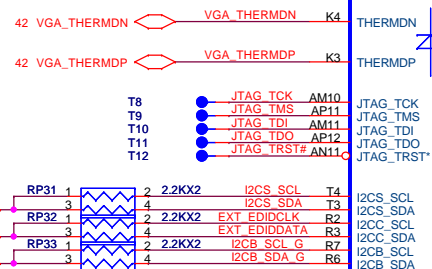 42 VGA_THERMDN VGA_THERMDN K4 THERMDN
42 VGA_THERMDP VGA_THERMDP K3 THERMDP
T8 JTAG_TCK AM10 JTAG_TCK
T9 JTAG_TMS AP11 JTAG_TMS
T10 JTAG_TDI AM11 JTAG_TDI
T11 JTAG_TDO AP12 JTAG_TDO
T12 JTAG_TRST# AN11 JTAG_TRST*
RP31 1 2 2.2KX2 I2CS_SCL T4 I2CS_SCL
3 4 I2CS_SDA T3 I2CS_SDA
RP32 1 2 2.2KX2 EXT_EDIDCLK R2 I2CC_SCL
3 4 EXT_EDIDDATA R3 I2CC_SDA
RP33 1 2 2.2KX2 I2CB_SCL_G R7 I2CB_SCL
3 4 I2CB_SDA_G R6 I2CB_SDA